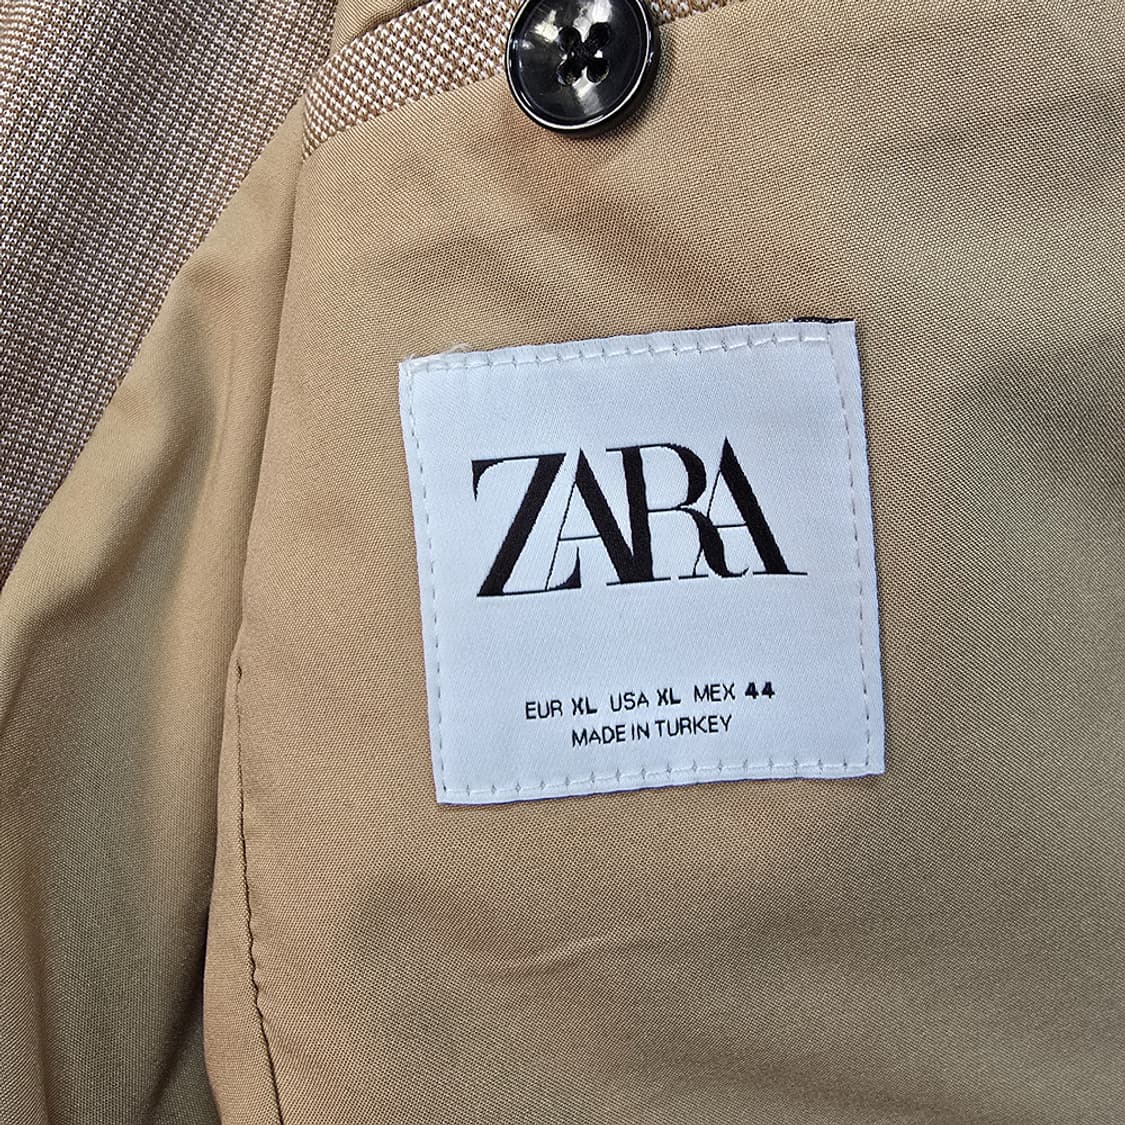 ZARA
EUR XL USA XL MEX 44
MADE IN TURKEY